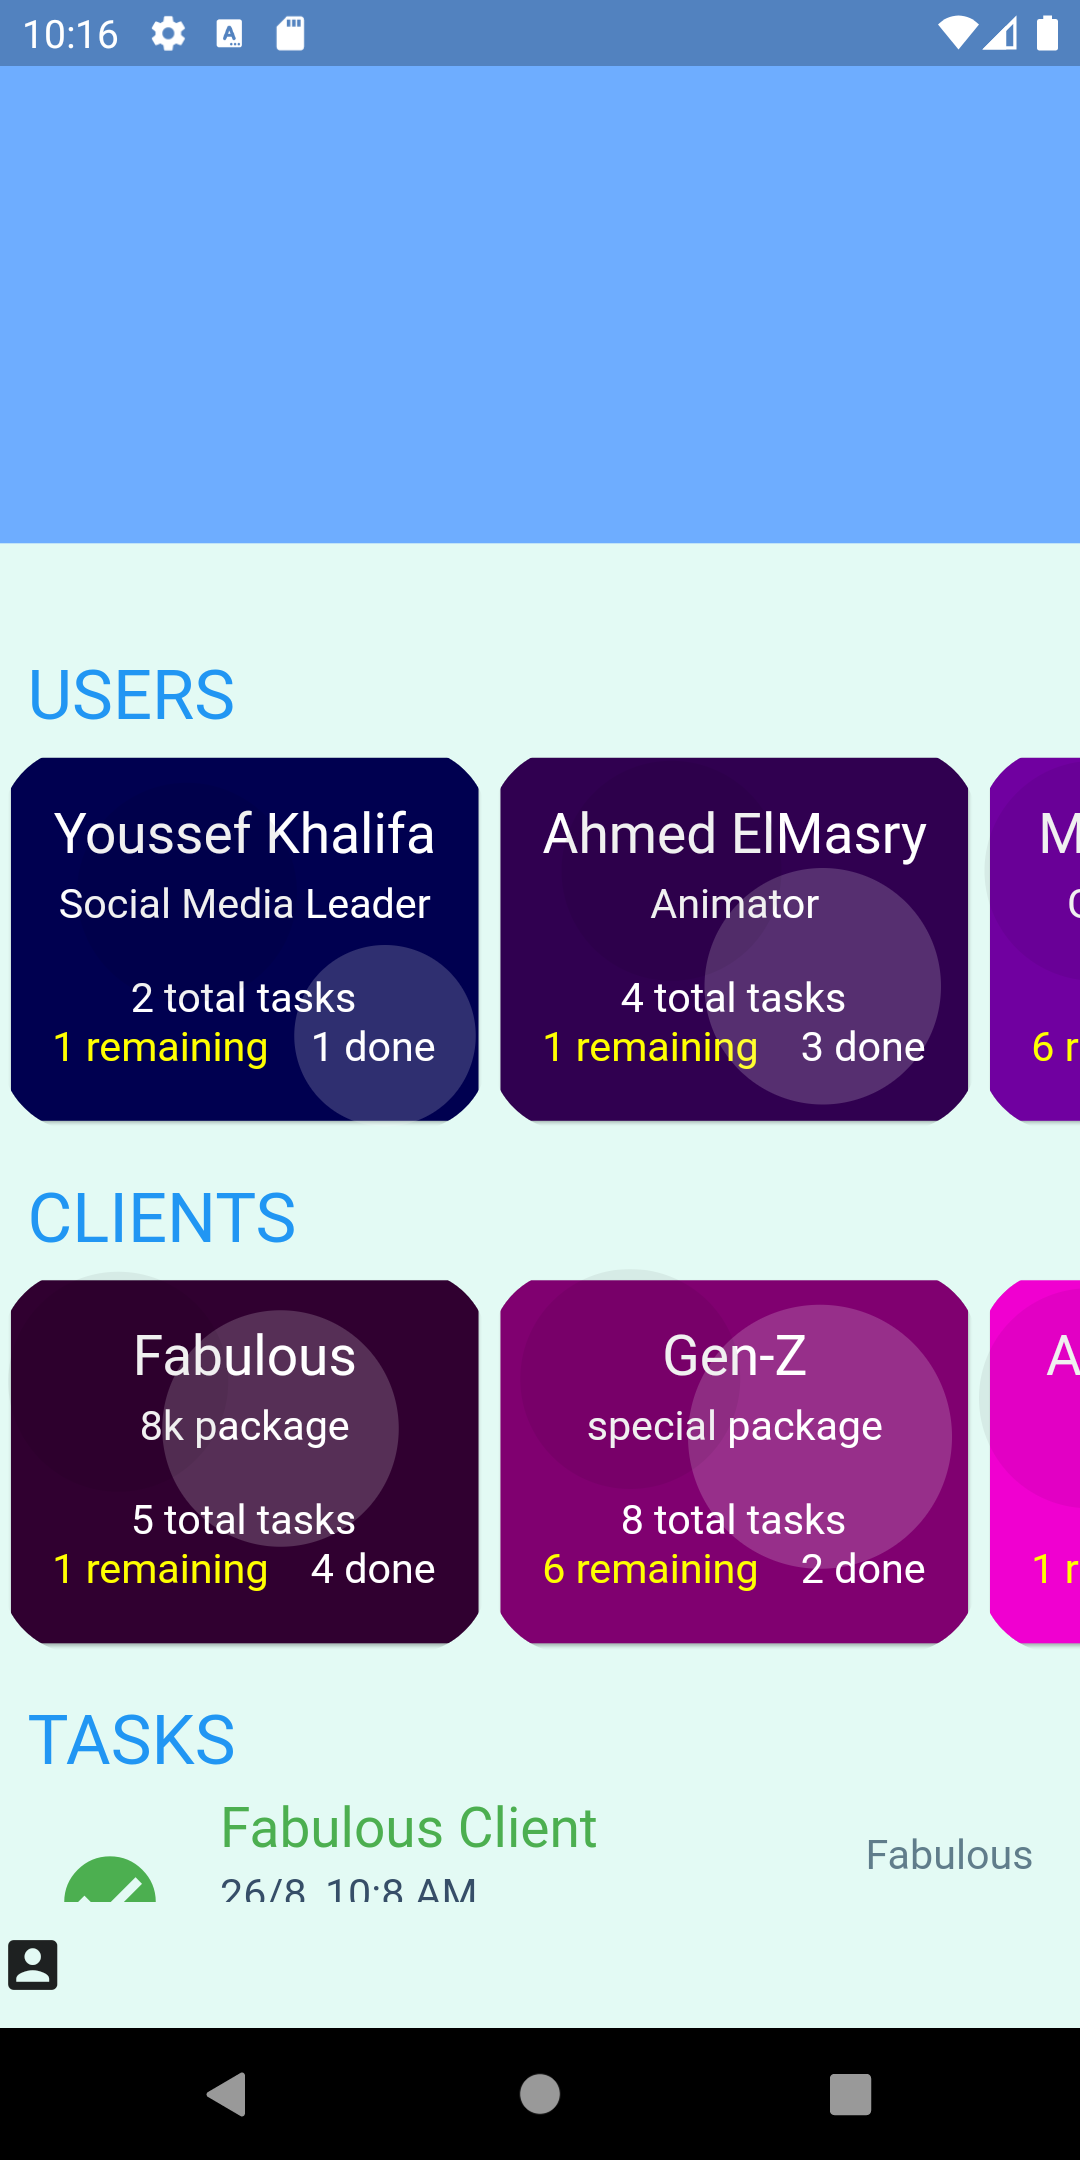 10:16
USERS
Youssef Khalifa
Social Media Leader
2 total tasks
1 remaining 1 done
Ahmed ElMasry
Animator
4 total tasks
1 remaining 3 done
M
6 r
CLIENTS
Fabulous
8k package
5 total tasks
1 remaining 4 done
Gen-Z
special package
8 total tasks
6 remaining 2 done
A
1 r
TASKS
Fabulous Client
26/8 10:8 AM
Fabulous